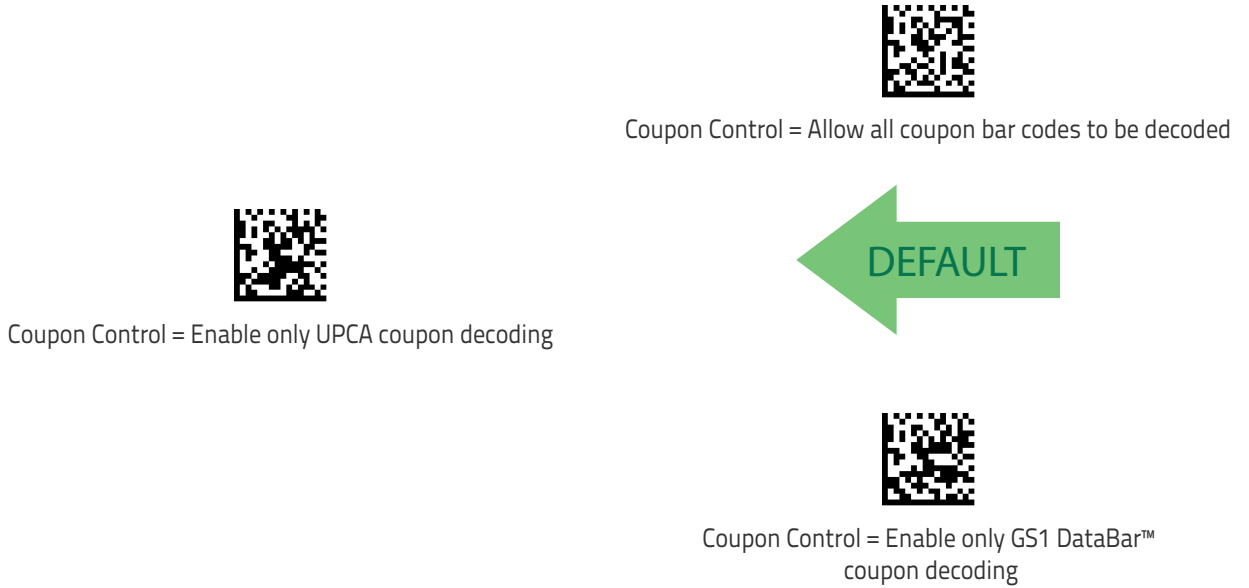 Coupon Control = Allow all coupon bar codes to be decoded
DEFAULT
Coupon Control = Enable only UPCA coupon decoding
Coupon Control = Enable only GS1 DataBar™
coupon decoding